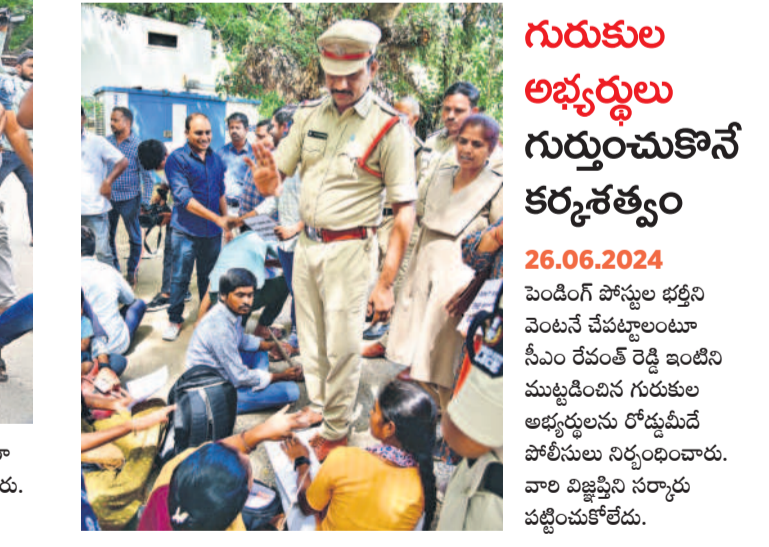 గురుకుల
అభ్యర్థులు
గుర్తుంచుకొనే
కర్కశత్వం
26.06.2024
పెండింగ్ పోస్టుల భర్తీని
వెంటనే చేపట్టాలంటూ
సీఎం రేవంత్ రెడ్డి ఇంటిని
ముట్టడించిన గురుకుల
అభ్యర్థులను రోడ్డుమీదే
పోలీసులు నిర్బంధించారు.
వారి విజ్ఞప్తిని సర్కారు
పట్టించుకోలేదు.
రు.